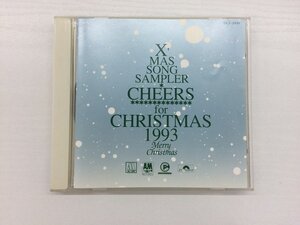 X'
MAS
SONG
SAMPLER
★
CHEERS
★★★★★★★★★★★★★★
for
CHRISTMAS
1993
Merry
Christmas
A&M